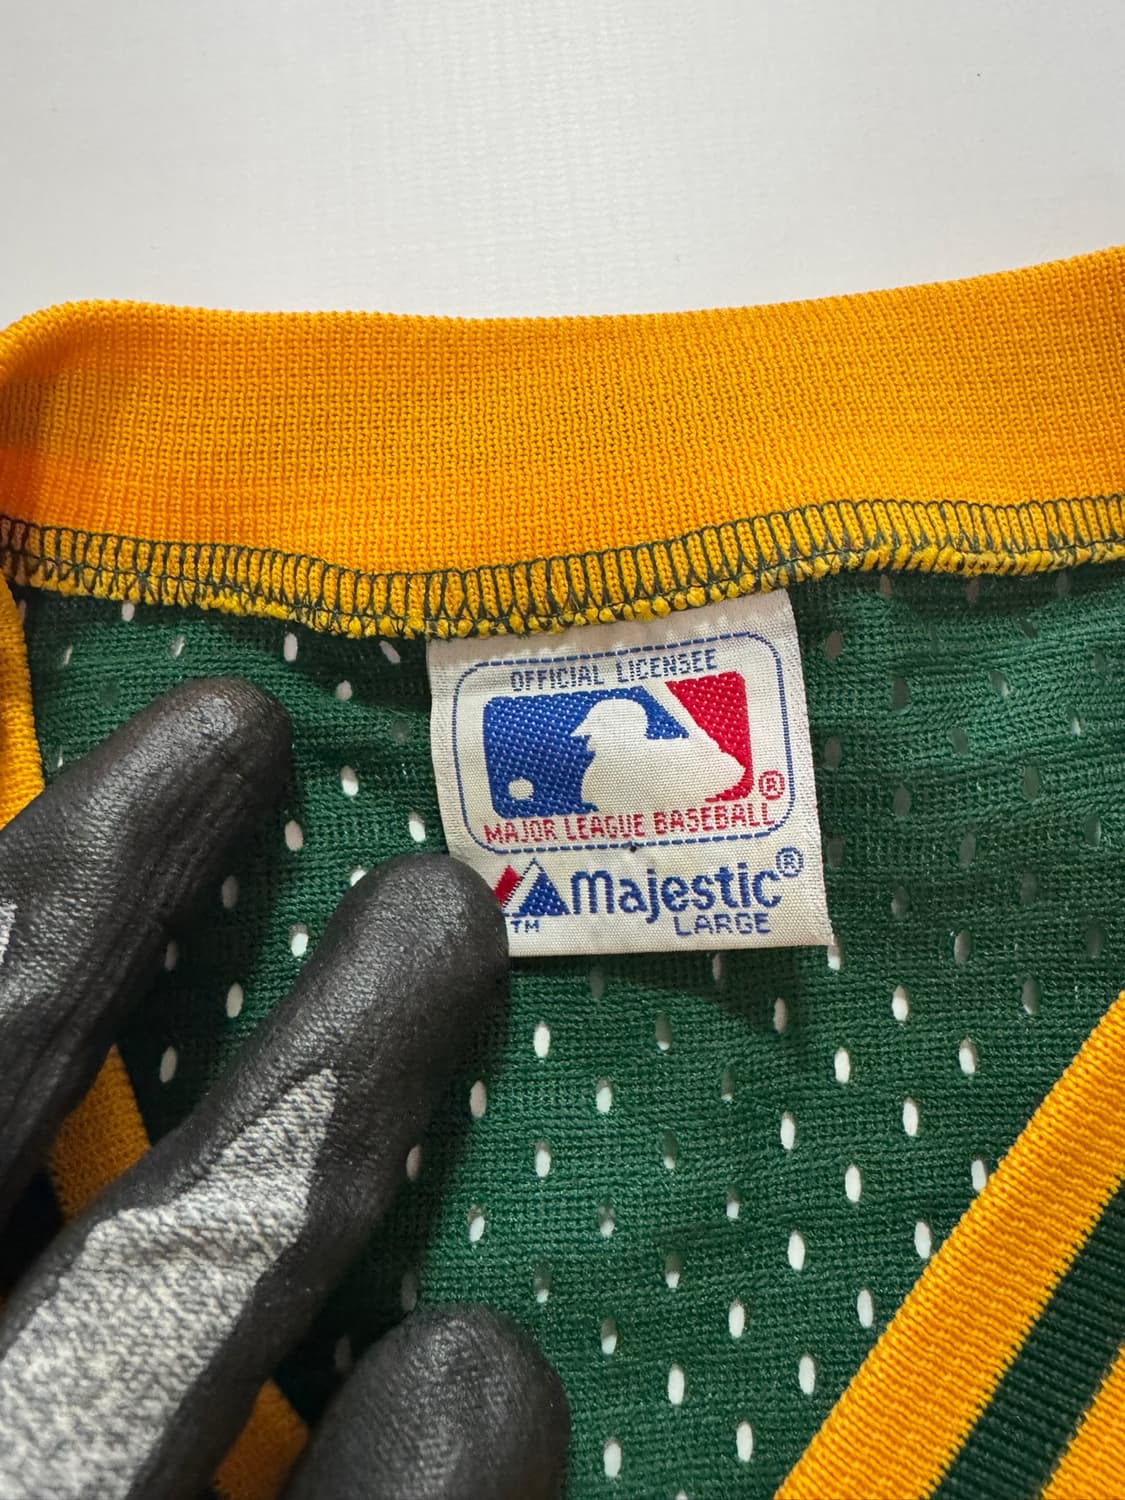 OFFICIAL LICENSEE
®
MAJOR LEAGUE BASEBALL
Majestic®
TM LARGE